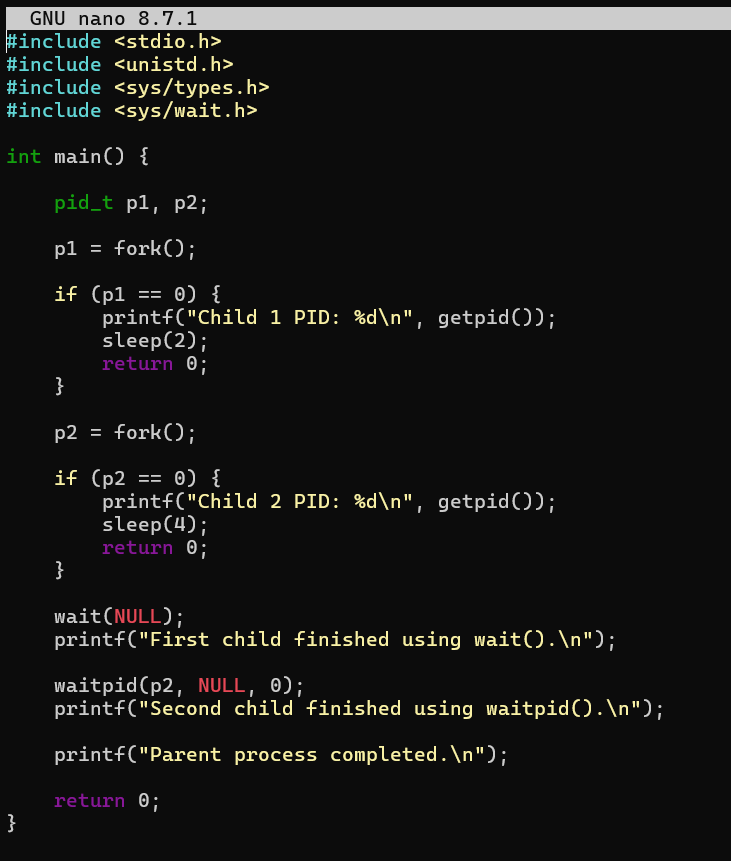 GNU nano 8.7.1
#include <stdio.h>
#include <unistd.h>
#include <sys/types.h>
#include <sys/wait.h>

int main() {

    pid_t p1, p2;

    p1 = fork();

    if (p1 == 0) {
        printf("Child 1 PID: %d\n", getpid());
        sleep(2);
        return 0;
    }

    p2 = fork();

    if (p2 == 0) {
        printf("Child 2 PID: %d\n", getpid());
        sleep(4);
        return 0;
    }

    wait(NULL);
    printf("First child finished using wait().\n");

    waitpid(p2, NULL, 0);
    printf("Second child finished using waitpid().\n");

    printf("Parent process completed.\n");

    return 0;
}